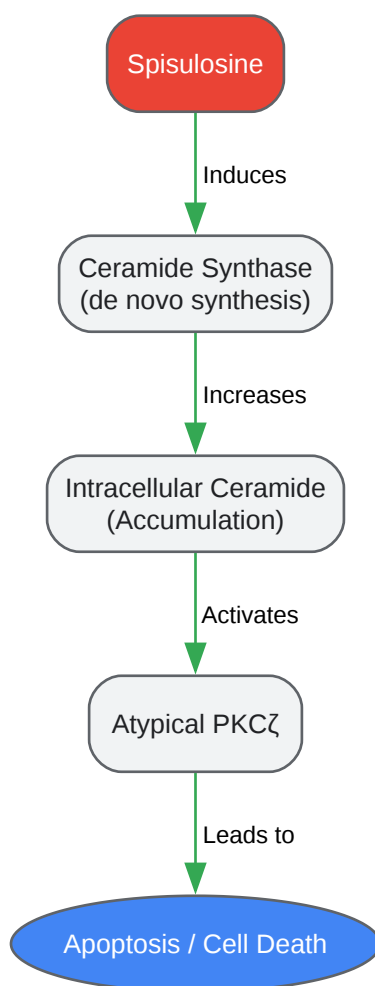 Spisulosine
Induces
Ceramide Synthase
(de novo synthesis)
Increases
Intracellular Ceramide
(Accumulation)
Activates
Atypical PKCζ
Leads to
Apoptosis / Cell Death